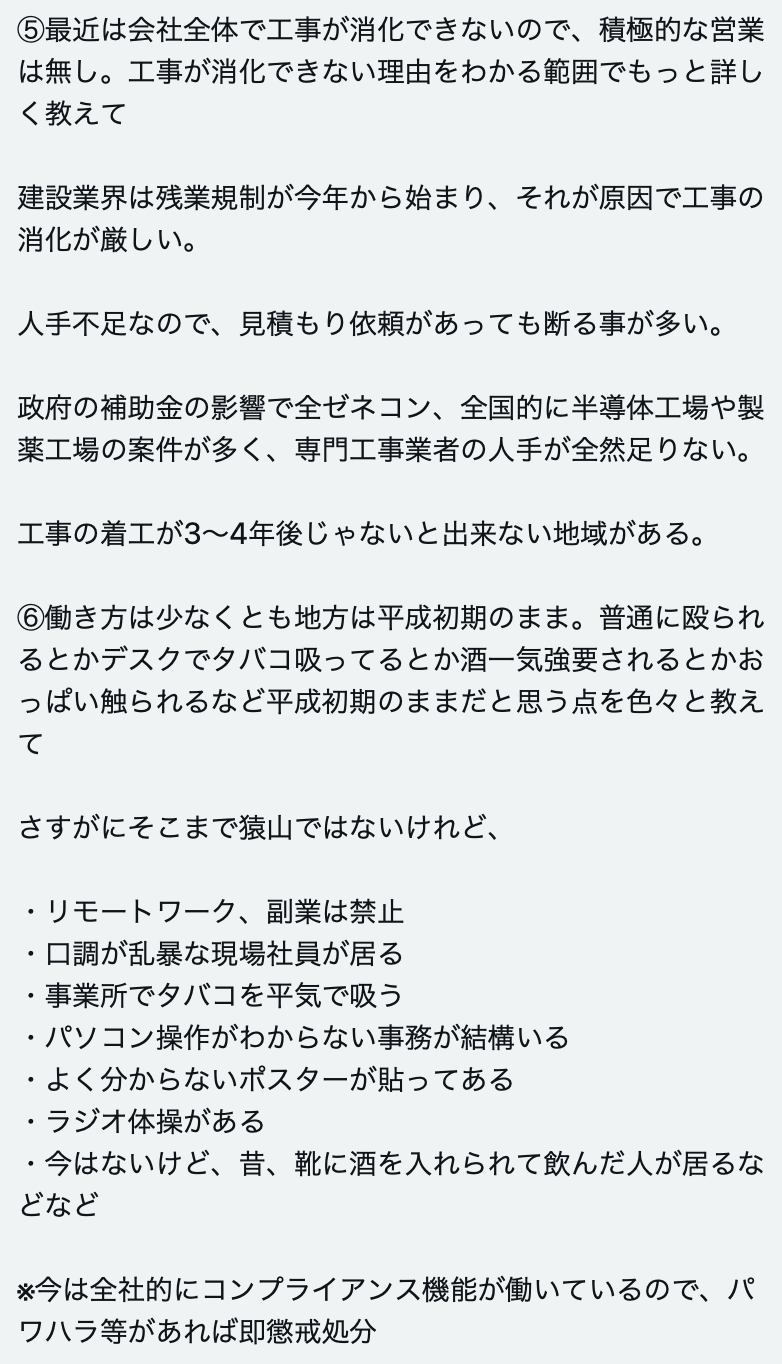 ⑤最近は会社全体で工事が消化できないので、積極的な営業
は無し。工事が消化できない理由をわかる範囲でもっと詳し
く教えて
建設業界は残業規制が今年から始まり、それが原因で工事の
消化が厳しい。
人手不足なので、見積もり依頼があっても断る事が多い。
政府の補助金の影響で全ゼネコン、全国的に半導体工場や製
薬工場の案件が多く、専門工事業者の人手が全然足りない。
工事の着工が3〜4年後じゃないと出来ない地域がある。
⑥働き方は少なくとも地方は平成初期のまま。普通に殴られ
るとかデスクでタバコ吸ってるとか酒一気強要されるとかお
っぱい触られるなど平成初期のままだと思う点を色々と教え
て
さすがにそこまで猿山ではないけれど、
・リモートワーク、副業は禁止
・口調が乱暴な現場社員が居る
・事業所でタバコを平気で吸う
・パソコン操作がわからない事務が結構いる
・よく分からないポスターが貼ってある
・ラジオ体操がある
・今はないけど、昔、靴に酒を入れられて飲んだ人が居るな
どなど
※今は全社的にコンプライアンス機能が働いているので、パ
ワハラ等があれば即懲戒処分